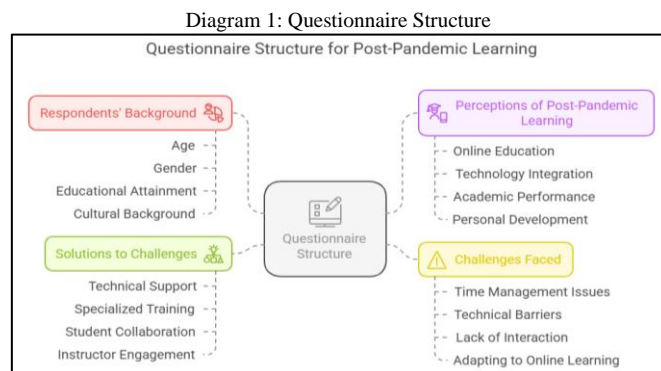 Diagram 1: Questionnaire Structure
Questionnaire Structure for Post-Pandemic Learning
Respondents' Background
Age
Gender
Educational Attainment
Cultural Background
Perceptions of Post-Pandemic
Learning
Online Education
Technology Integration
Academic Performance
Personal Development
Questionnaire
Structure
Solutions to Challenges
Technical Support
Specialized Training
Student Collaboration
Instructor Engagement
Challenges Faced
Time Management Issues
Technical Barriers
Lack of Interaction
Adapting to Online Learning